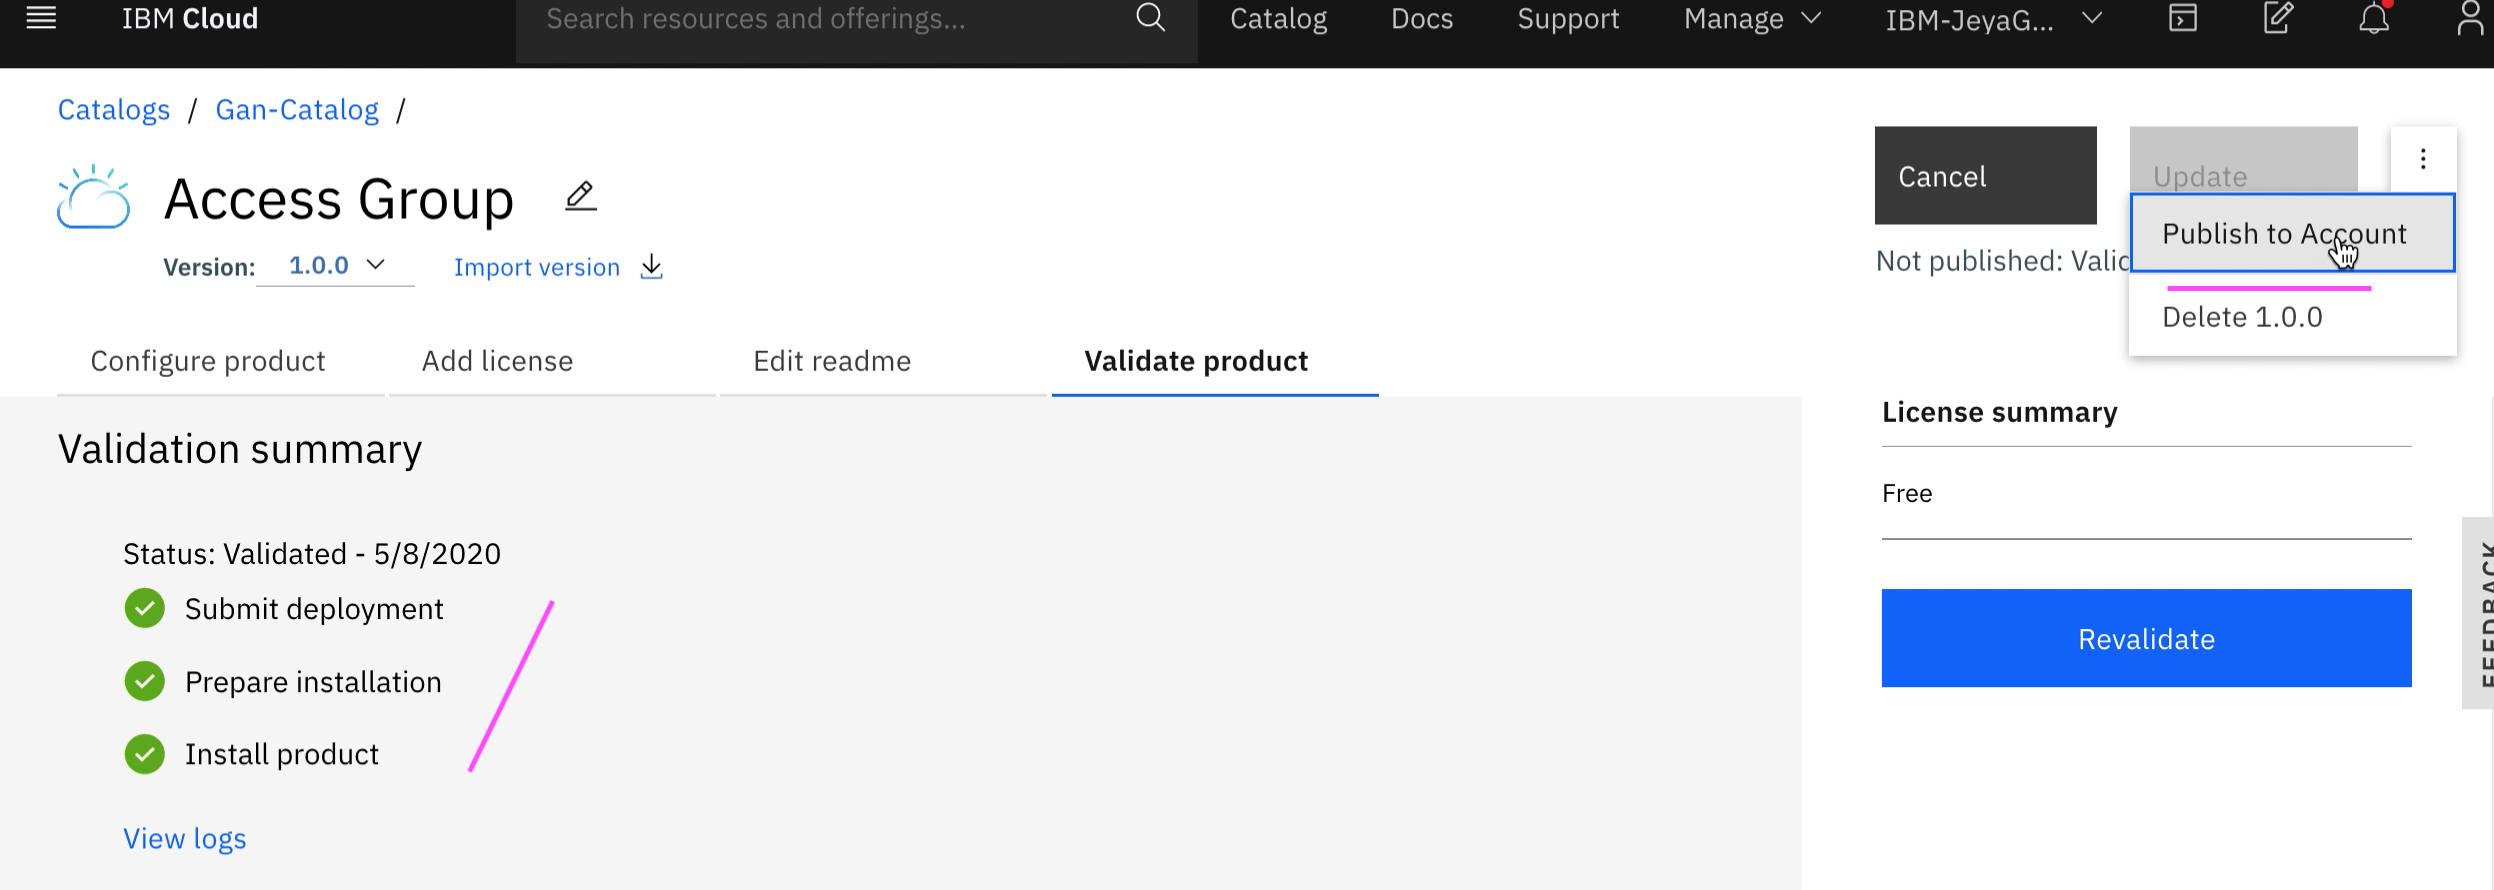 IBM Cloud
Search resources and offerings...
Catalog
Docs
Support
Manage
IBM-JeyaG...
Catalogs / Gan-Catalog /
Cancel
Update
Access Group
Publish to Account
Version: 1.0.0
Import version
Not published: Valid
Delete 1.0.0
Configure product
Add license
Edit readme
Validate product
License summary
Validation summary
Free
Status: Validated - 5/8/2020
Submit deployment
Revalidate
FEEDBACK
Prepare installation
Install product
View logs